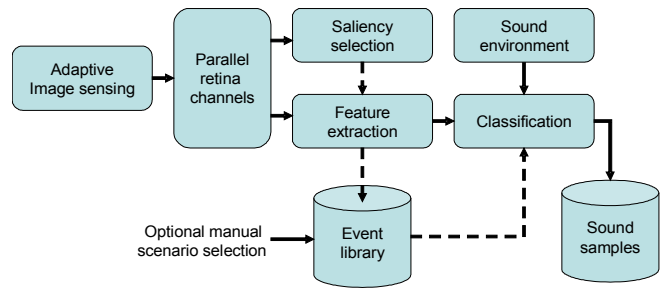 Adaptive
Image sensing
Parallel
retina
channels
Saliency
selection
Sound
environment
Feature
extraction
Classification
Optional manual
scenario selection
Event
library
Sound
samples